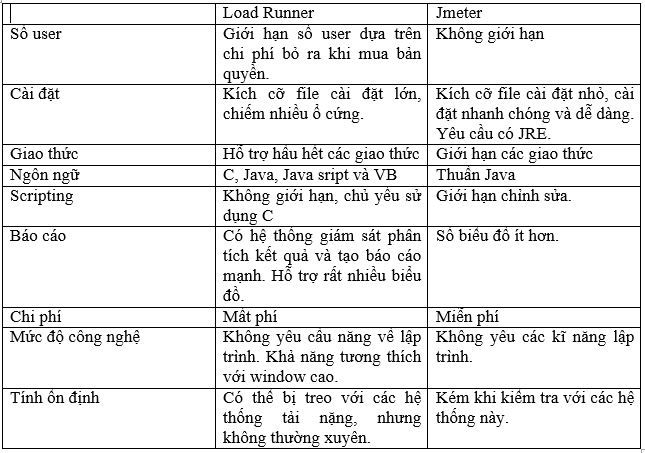 Load Runner
Jmeter
Số user
Giới hạn số user dựa trên
chi phí bỏ ra khi mua bản
quyền.
Không giới hạn
Cài đặt
Kích cỡ file cài đặt lớn,
chiếm nhiều ổ cứng.
Kích cỡ file cài đặt nhỏ, cài
đặt nhanh chóng và dễ dàng.
Yêu cầu có JRE.
Giao thức
Hỗ trợ hầu hết các giao thức
Giới hạn các giao thức
Ngôn ngữ
C, Java, Java sript và VB
Thuần Java
Scripting
Không giới hạn, chủ yếu sử
dụng C
Giới hạn chỉnh sửa.
Báo cáo
Có hệ thống giám sát phân
tích kết quả và tạo báo cáo
mạnh. Hỗ trợ rất nhiều biểu
đồ.
Số biểu đồ ít hơn.
Chi phí
Mất phí
Miễn phí
Mức độ công nghệ
Không yêu cầu năng về lập
trình. Khả năng tương thích
với window cao.
Không yêu các kĩ năng lập
trình.
Tính ổn định
Có thể bị treo với các hệ
thống tải nặng, nhưng
không thường xuyên.
Kém khi kiểm tra với các hệ
thống này.